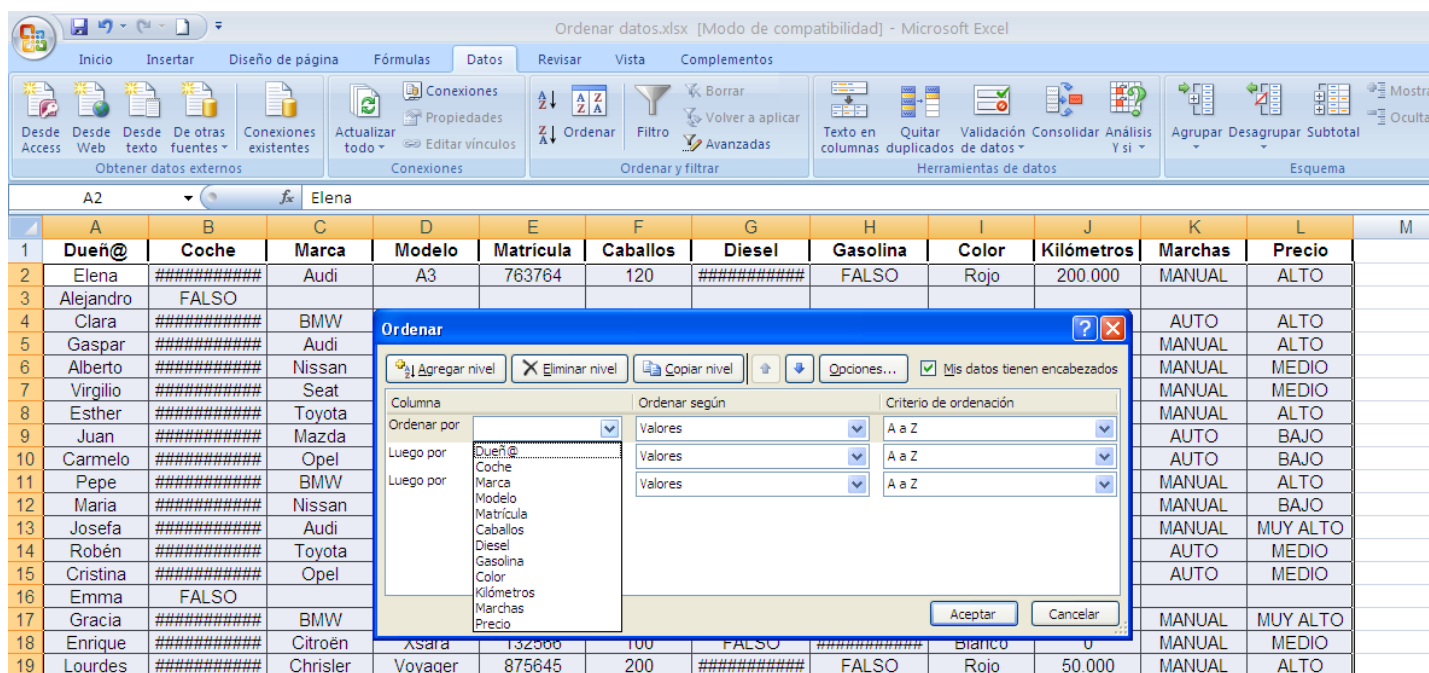 Ordenar datos.xlsx [Modo de compatibilidad] - Microsoft Excel
Inicio Insertar Diseño de página Fórmulas Datos Revisar Vista Complementos
Desde Access
Desde Web
Desde texto
De otras fuentes
Conexiones existentes
Obtener datos externos
Actualizar todo
Conexiones
Propiedades
Editar vínculos
Conexiones
Ordenar
Filtro
Borrar
Volver a aplicar
Avanzadas
Ordenar y filtrar
Texto en columnas
Quitar duplicados
Validación de datos
Consolidar
Análisis Y si
Herramientas de datos
Agrupar
Desagrupar
Subtotal
Mostra
Oculta
Esquema
A2 fx Elena
A B C D E F G H I J K L M
1 Dueñ@ Coche Marca Modelo Matrícula Caballos Diesel Gasolina Color Kilómetros Marchas Precio
2 Elena ########### Audi A3 763764 120 ########### FALSO Rojo 200.000 MANUAL ALTO
3 Alejandro FALSO
4 Clara ########### BMW AUTO ALTO
5 Gaspar ########### Audi MANUAL ALTO
6 Alberto ########### Nissan MANUAL MEDIO
7 Virgilio ########### Seat MANUAL MEDIO
8 Esther ########### Toyota MANUAL ALTO
9 Juan ########### Mazda AUTO BAJO
10 Carmelo ########### Opel AUTO BAJO
11 Pepe ########### BMW MANUAL ALTO
12 Maria ########### Nissan MANUAL BAJO
13 Josefa ########### Audi MANUAL MUY ALTO
14 Robén ########### Toyota AUTO MEDIO
15 Cristina ########### Opel AUTO MEDIO
16 Emma FALSO
17 Gracia ########### BMW MANUAL MUY ALTO
18 Enrique ########### Citroën Xsara 132566 100 FALSO ########### Blanco 0 MANUAL MEDIO
19 Lourdes ########### Chrisler Voyager 875645 200 ########### FALSO Rojo 50.000 MANUAL ALTO
Ordenar
Agregar nivel Eliminar nivel Copiar nivel Opciones... Mis datos tienen encabezados
Columna Ordenar según Criterio de ordenación
Ordenar por Valores A a Z
Luego por Valores A a Z
Luego por Valores A a Z
Dueñ@
Coche
Marca
Modelo
Matrícula
Caballos
Diesel
Gasolina
Color
Kilómetros
Marchas
Precio
Aceptar Cancelar